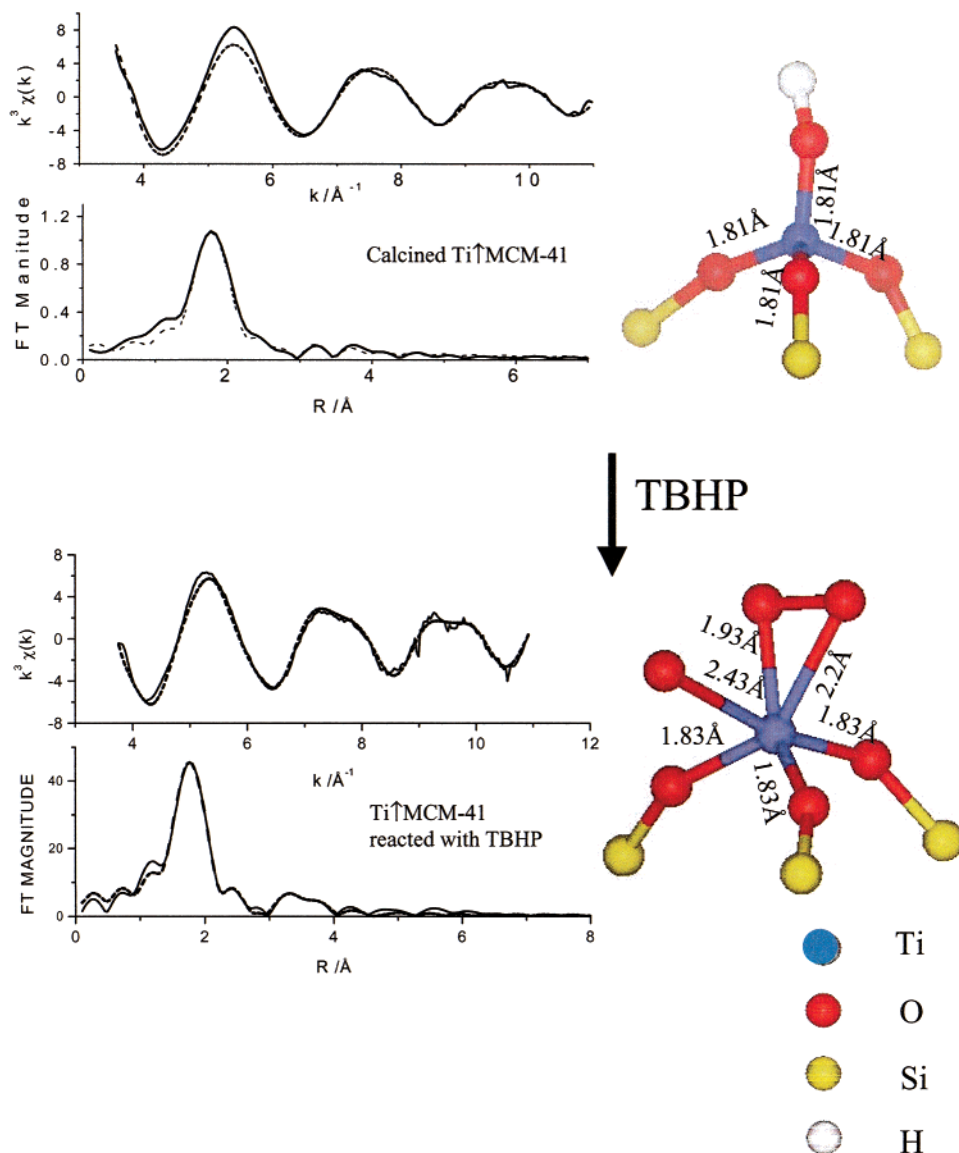 8
4
0
-4
-8
k³ χ(k)
4 6 8 10
k /Å⁻¹
1.2
0.8
0.4
0.0
FT Manitude
Calcined Ti↑MCM-41
0 2 4 6
R /Å
1.81Å
1.81Å
1.81Å
1.81Å
TBHP
8
4
0
-4
-8
k³ χ(k)
4 6 8 10 12
k /Å⁻¹
40
20
0
FT MAGNITUDE
Ti↑MCM-41
reacted with TBHP
0 2 4 6 8
R /Å
1.93Å
2.43Å
2.2Å
1.83Å
1.83Å
1.83Å
Ti
O
Si
H